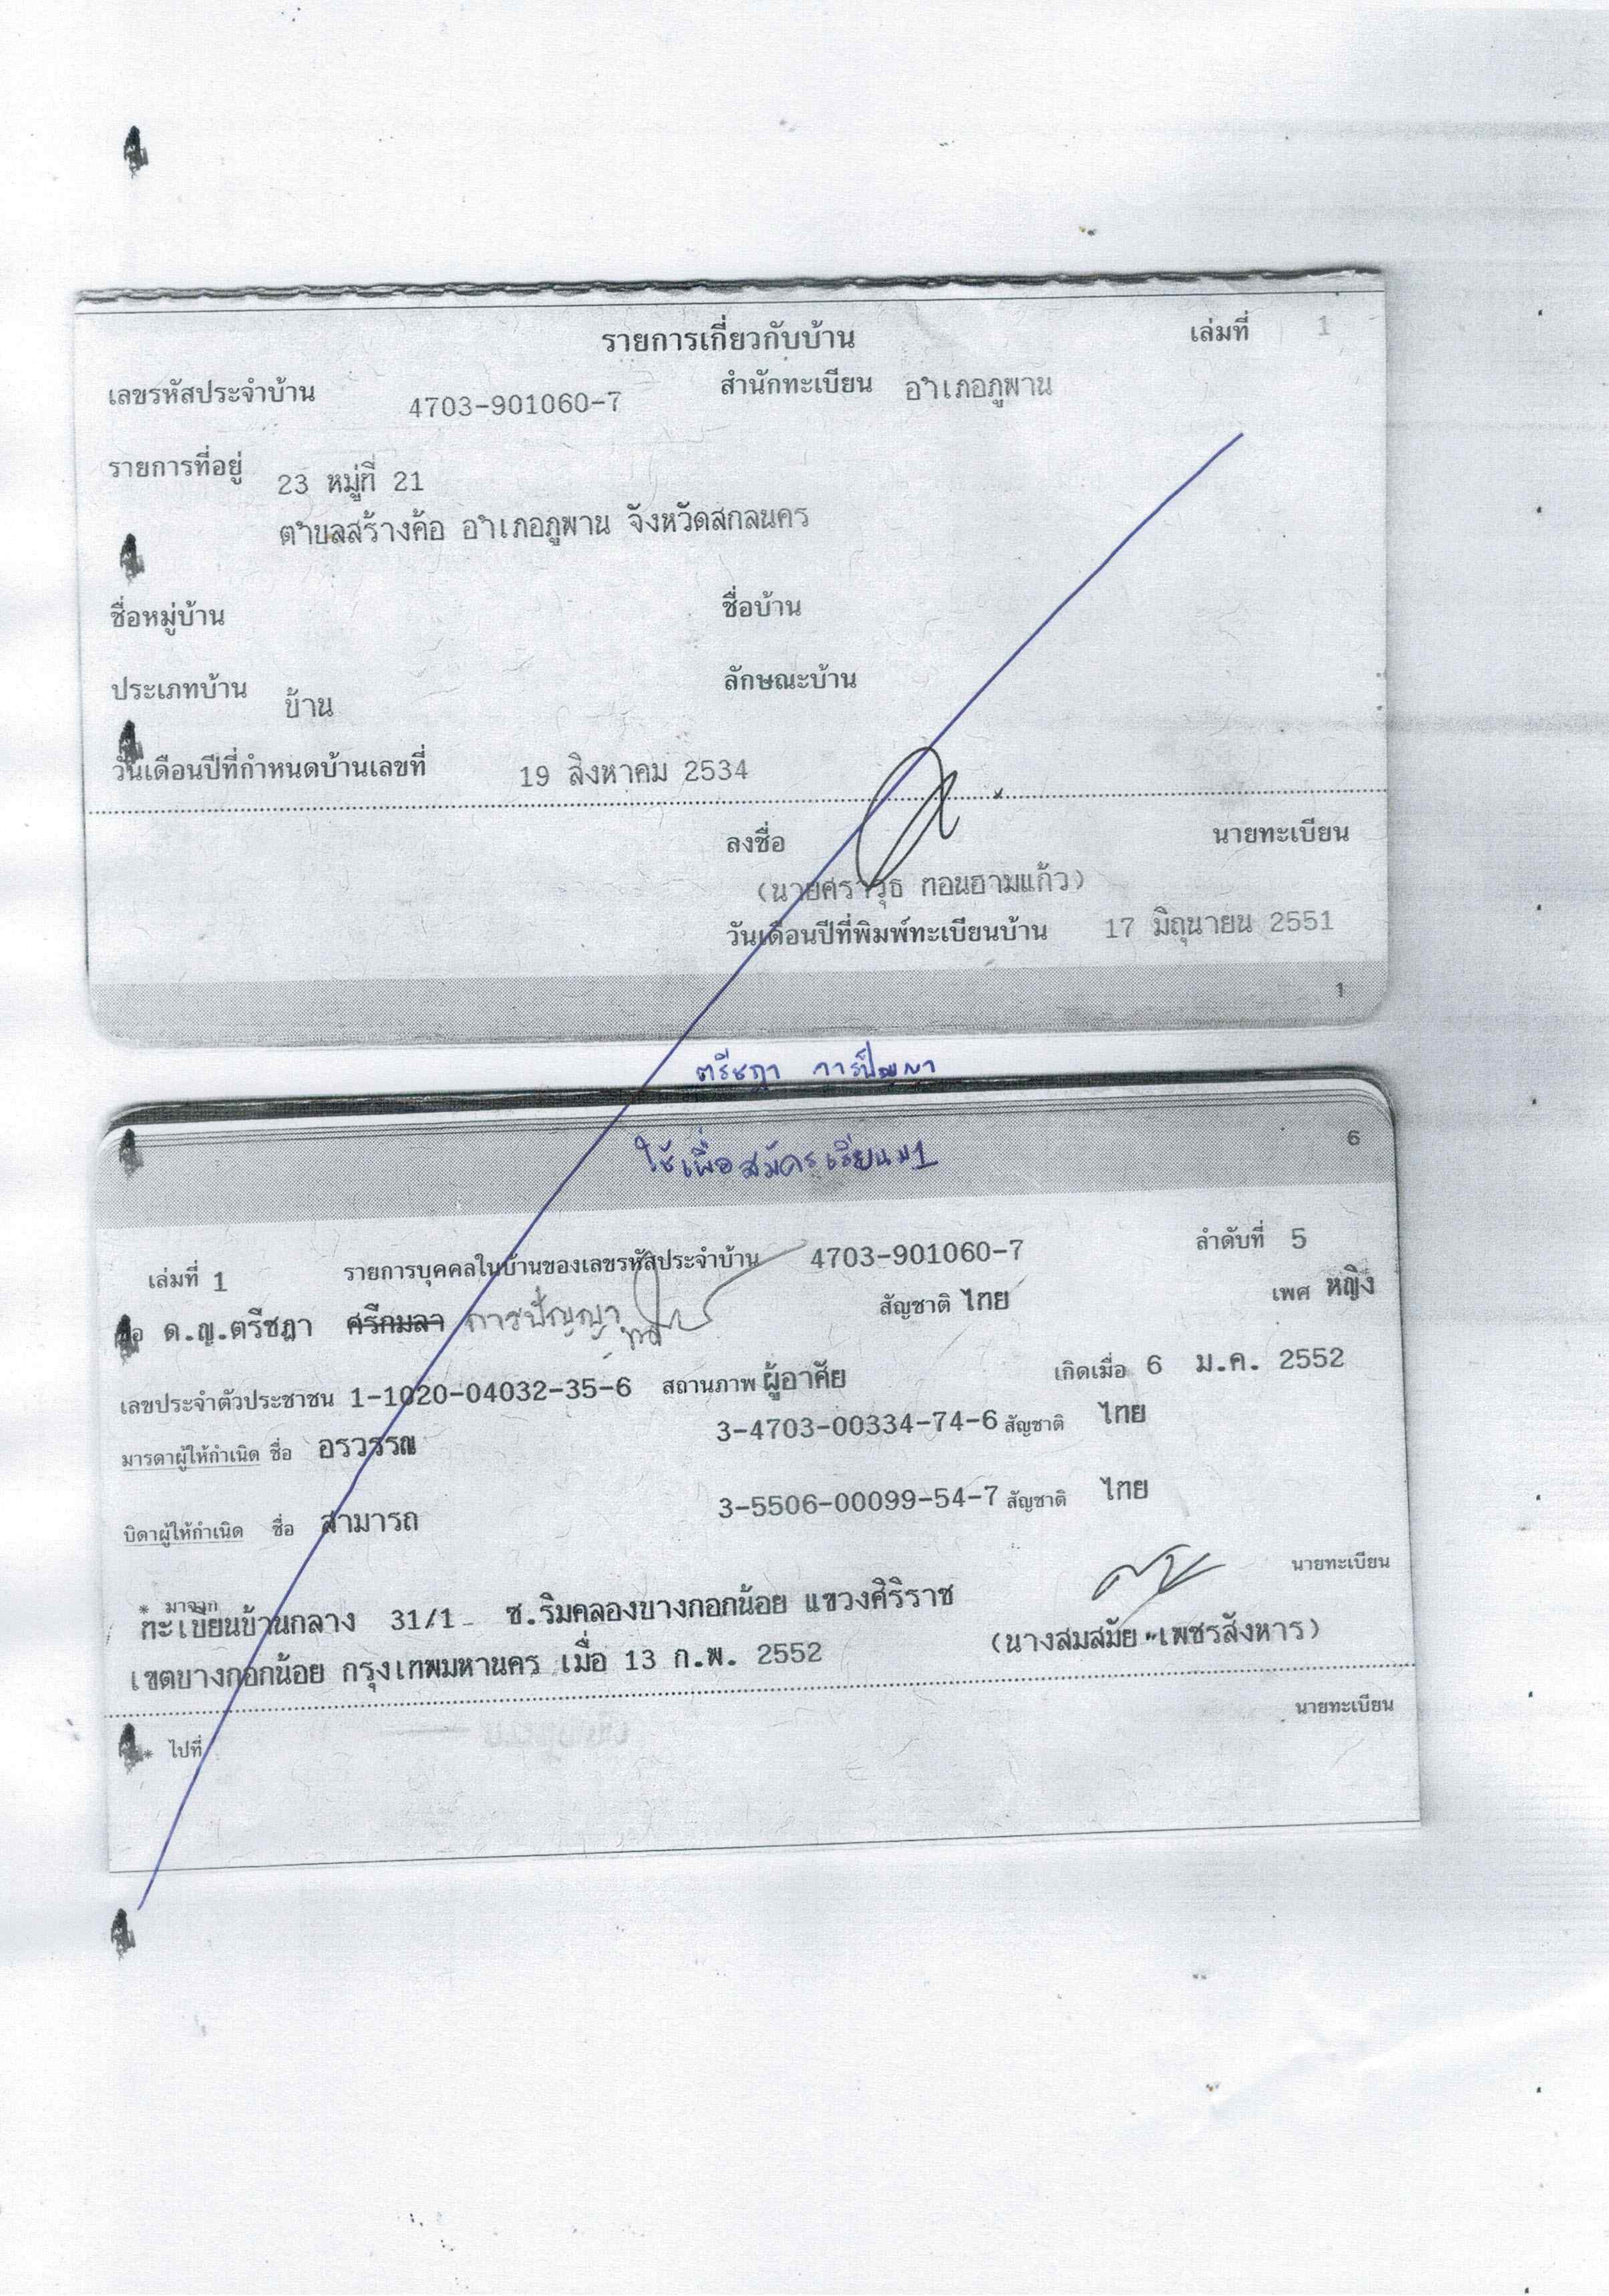 รายการเกี่ยวกับบ้าน เล่มที่ 1
เลขรหัสประจำบ้าน 4703-901060-7 สำนักทะเบียน อำเภอภูพาน
รายการที่อยู่ 23 หมู่ที่ 21
ตำบลสร้างค้อ อำเภอภูพาน จังหวัดสกลนคร
ชื่อหมู่บ้าน ชื่อบ้าน
ประเภทบ้าน บ้าน ลักษณะบ้าน
วันเดือนปีที่กำหนดบ้านเลขที่ 19 สิงหาคม 2534
ลงชื่อ นายทะเบียน
(นายศราวุธ ทอนฮามแก้ว)
วันเดือนปีที่พิมพ์ทะเบียนบ้าน 17 มิถุนายน 2551
1
ตรีชฎา การปัญญา
6
ใช้เพื่อสมัครเรียน ม1
เล่มที่ 1 รายการบุคคลในบ้านของเลขรหัสประจำบ้าน 4703-901060-7 ลำดับที่ 5
ชื่อ ด.ญ.ตรีชฎา ศรีกมลา การปัญญา สัญชาติ ไทย เพศ หญิง
เลขประจำตัวประชาชน 1-1020-04032-35-6 สถานภาพ ผู้อาศัย เกิดเมื่อ 6 ม.ค. 2552
มารดาผู้ให้กำเนิด ชื่อ อรวรรณ 3-4703-00334-74-6 สัญชาติ ไทย
บิดาผู้ให้กำเนิด ชื่อ สามารถ 3-5506-00099-54-7 สัญชาติ ไทย
* มาจาก นายทะเบียน
ทะเบียนบ้านกลาง 31/1 ซ.ริมคลองบางกอกน้อย แขวงศิริราช
เขตบางกอกน้อย กรุงเทพมหานคร เมื่อ 13 ก.พ. 2552 (นางสมสมัย เพชรสังหาร)
* ไปที่ นายทะเบียน